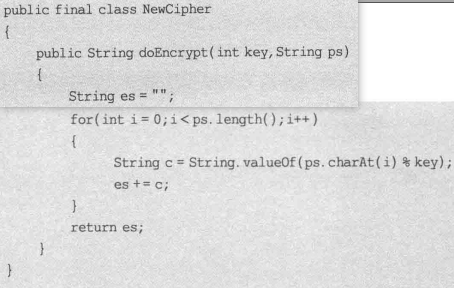 public final class NewCipher
{
public String doEncrypt(int key,String ps)
{
String es = "";
for(int i = 0;i < ps.length();i++)
{
String c = String.valueOf(ps.charAt(i) % key);
es += c;
}
return es;
}
}